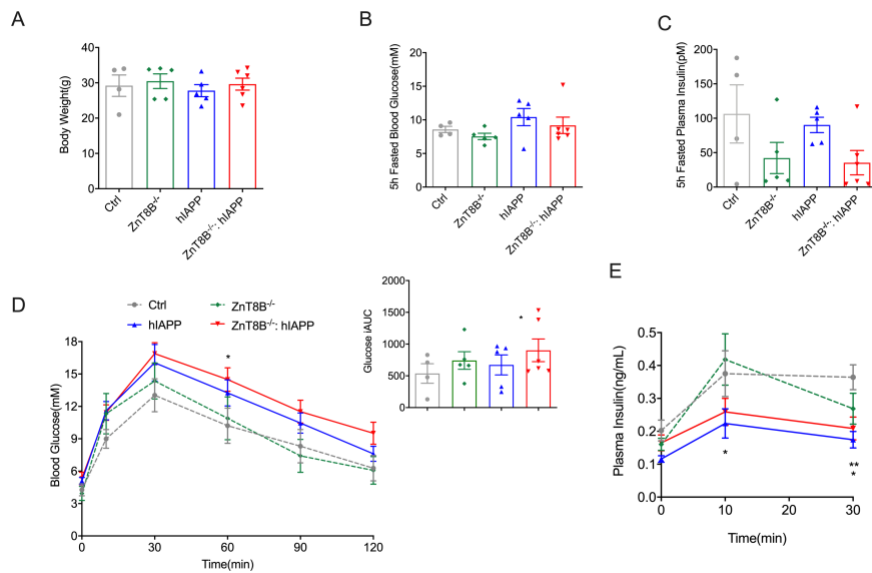 A
Body Weight(g)
40
30
20
10
0
Ctrl
ZnT8B-/-
hIAPP
ZnT8B-/-: hIAPP
B
5h Fasted Blood Glucose(mM)
20
15
10
5
0
Ctrl
ZnT8B-/-
hIAPP
ZnT8B-/-: hIAPP
C
5h Fasted Plasma Insulin(pM)
200
150
100
50
0
Ctrl
ZnT8B-/-
hIAPP
ZnT8B-/-: hIAPP
D
Ctrl
ZnT8B-/-
hIAPP
ZnT8B-/-: hIAPP
Blood Glucose(mM)
18
15
12
9
6
3
0
*
0
30
60
90
120
Time(min)
Glucose iAUC
2000
1500
1000
500
0
*
E
Plasma Insulin(ng/mL)
0.5
0.4
0.3
0.2
0.1
0.0
*
**
*
0
10
20
30
Time(min)